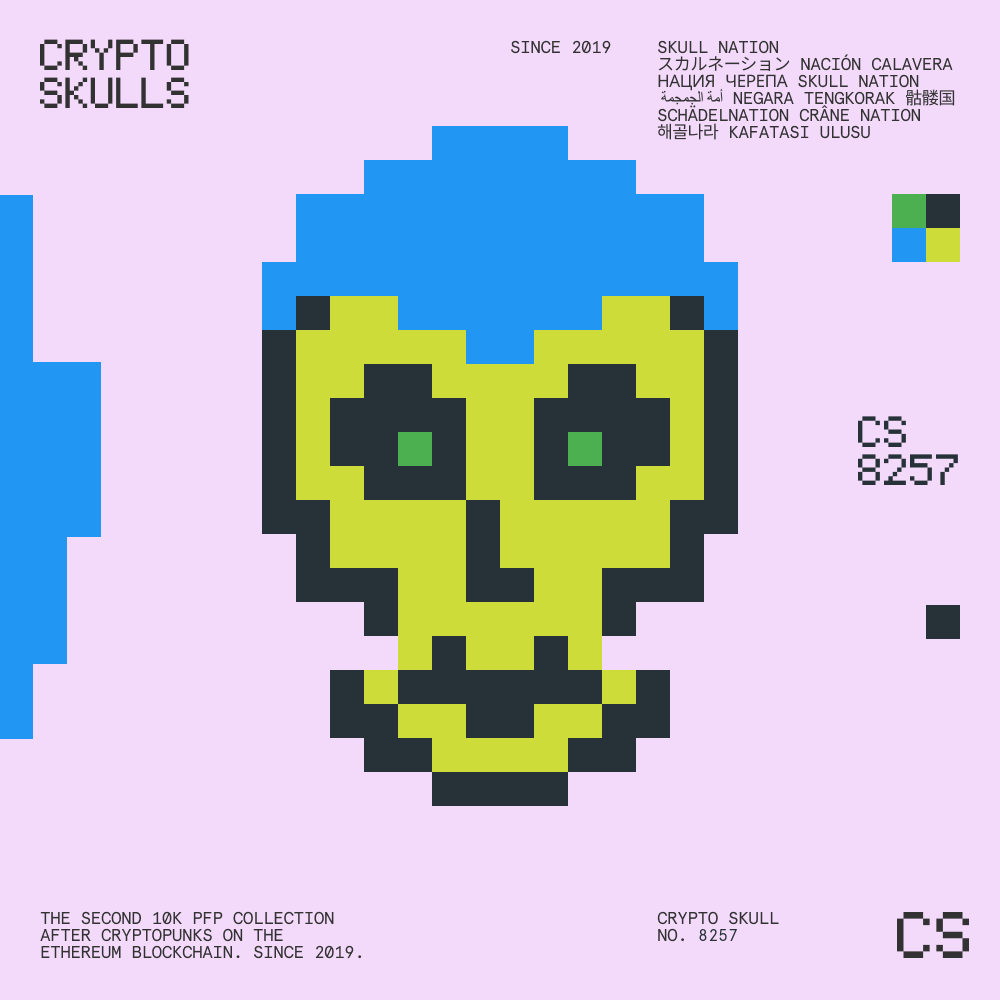 CRYPTO
SKULLS
SINCE 2019
SKULL NATION
スカルネーション NACIÓN CALAVERA
НАЦИЯ ЧЕРЕПА SKULL NATION
أمة الجمجمة NEGARA TENGKORAK 骷髅国
SCHÄDELNATION CRÂNE NATION
해골나라 KAFATASI ULUSU
CS
8257
THE SECOND 10K PFP COLLECTION
AFTER CRYPTOPUNKS ON THE
ETHEREUM BLOCKCHAIN. SINCE 2019.
CRYPTO SKULL
NO. 8257
CS